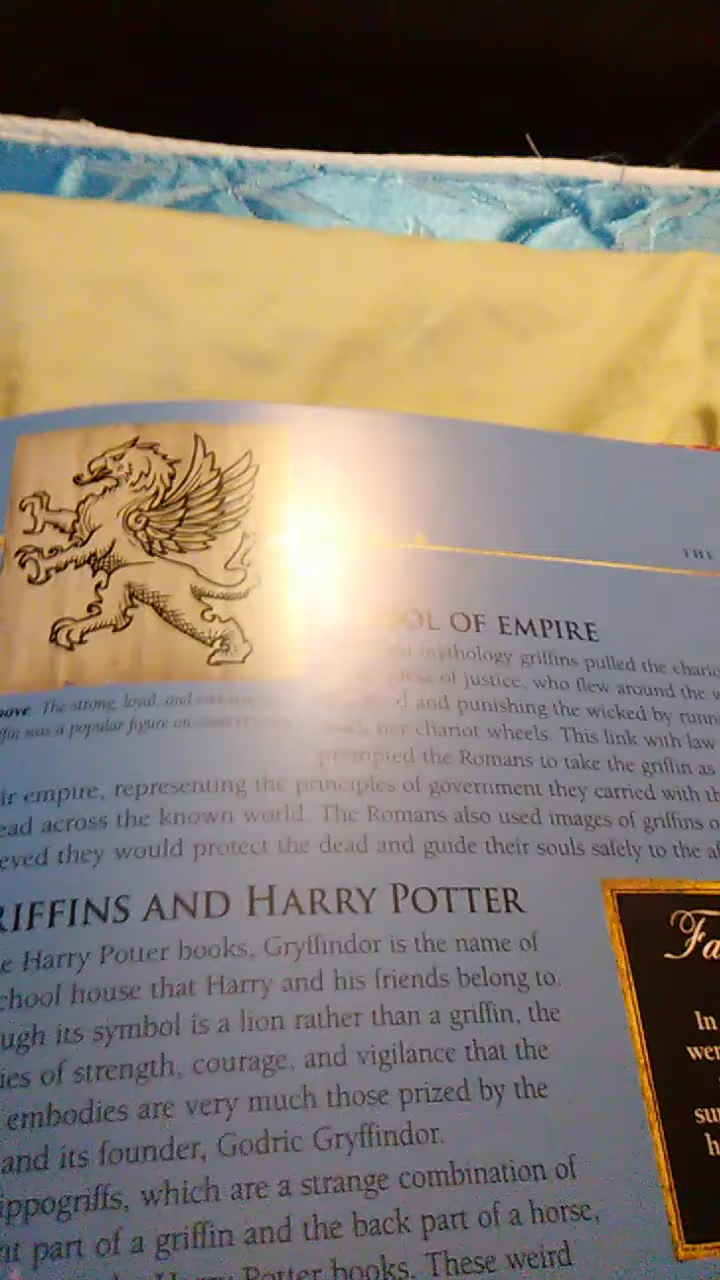 THE
OL OF EMPIRE
mythology griffins pulled the chario
of justice, who flew around the w
d and punishing the wicked by runn
her chariot wheels. This link with law
prompted the Romans to take the griffin as
ir empire, representing the principles of government they carried with th
ead across the known world. The Romans also used images of griffins o
eved they would protect the dead and guide their souls safely to the af
ove. The strong, loyal, and
ffin was a popular figure on
RIFFINS AND HARRY POTTER
e Harry Potter books, Gryffindor is the name of
chool house that Harry and his friends belong to.
ugh its symbol is a lion rather than a griffin, the
ies of strength, courage, and vigilance that the
embodies are very much those prized by the
and its founder, Godric Gryffindor.
ippogriffs, which are a strange combination of
nt part of a griffin and the back part of a horse,
Harry Potter books. These weird
Fa
In
wer
su
h